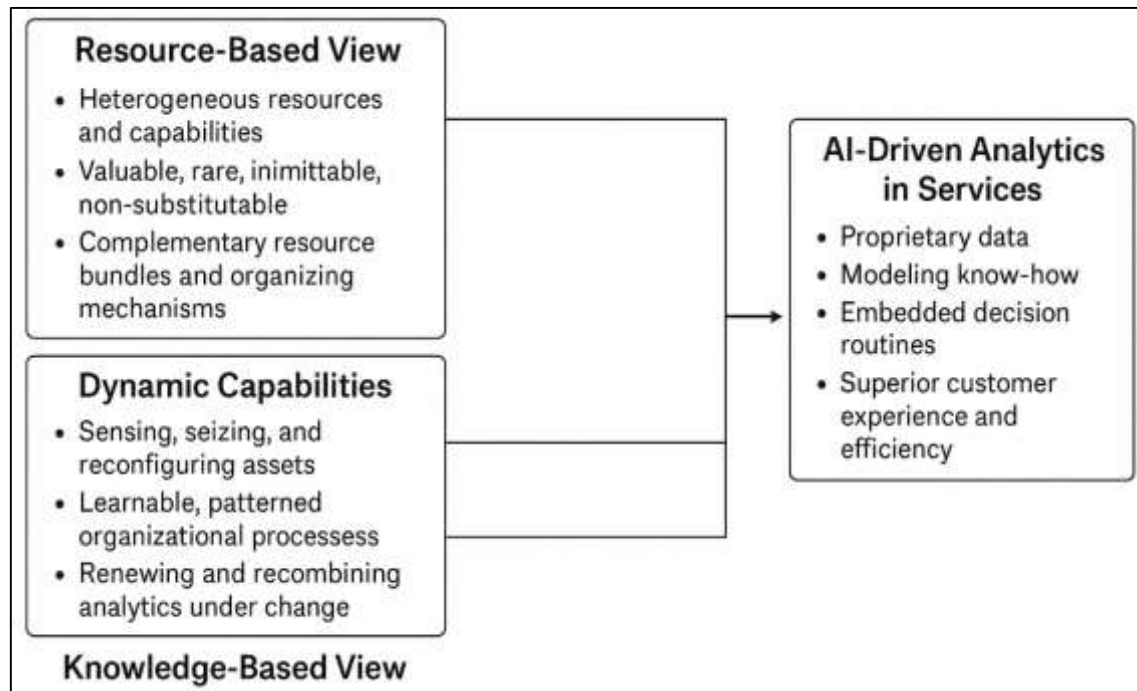 Resource-Based View
• Heterogeneous resources
and capabilities
• Valuable, rare, inimittable,
non-substitutable
• Complementary resource
bundles and organizing
mechanisms
Dynamic Capabilities
• Sensing, seizing, and
reconfiguring assets
• Learnable, patterned
organizational processess
• Renewing and recombining
analytics under change
Knowledge-Based View
AI-Driven Analytics
in Services
• Proprietary data
• Modeling know-how
• Embedded decision
routines
• Superior customer
experience and
efficiency